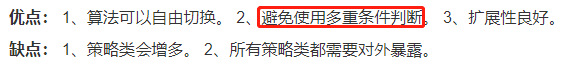 优点： 1、算法可以自由切换。 2、避免使用多重条件判断。 3、扩展性良好。
缺点： 1、策略类会增多。 2、所有策略类都需要对外暴露。